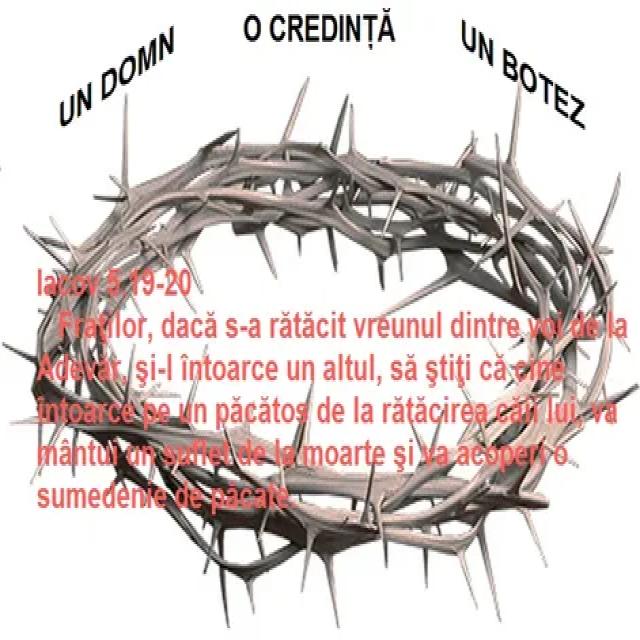 UN DOMN
O CREDINȚĂ
UN BOTEZ
Iacov 5.19-20
Fraţilor, dacă s-a rătăcit vreunul dintre voi de la
Adevăr, şi-l întoarce un altul, să ştiţi că cine
întoarce pe un păcătos de la rătăcirea căii lui, va
mântui un suflet de la moarte şi va acoperi o
sumedenie de păcate.